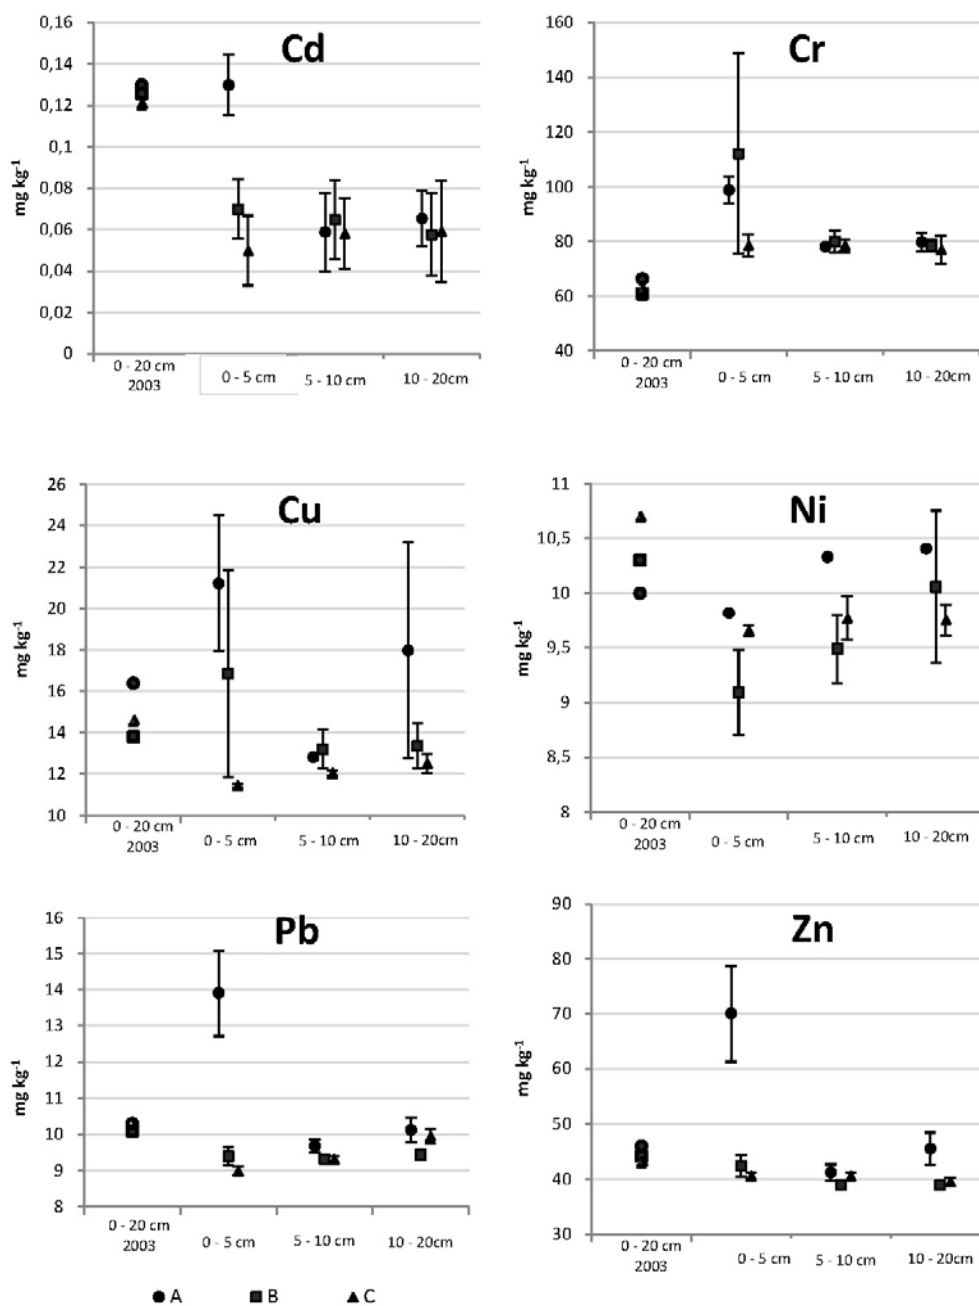 Cd
mg kg-1
0,16
0,14
0,12
0,1
0,08
0,06
0,04
0,02
0
0 - 20 cm
2003
0 - 5 cm
5 - 10 cm
10 - 20cm
Cr
mg kg-1
160
140
120
100
80
60
40
0 - 20 cm
2003
0 - 5 cm
5 - 10 cm
10 - 20cm
Cu
mg kg-1
26
24
22
20
18
16
14
12
10
0 - 20 cm
2003
0 - 5 cm
5 - 10 cm
10 - 20cm
Ni
mg kg-1
11
10,5
10
9,5
9
8,5
8
0 - 20 cm
2003
0 - 5 cm
5 - 10 cm
10 - 20cm
Pb
mg kg-1
16
15
14
13
12
11
10
9
8
0 - 20 cm
2003
0 - 5 cm
5 - 10 cm
10 - 20cm
Zn
mg kg-1
90
80
70
60
50
40
30
0 - 20 cm
2003
0 - 5 cm
5 - 10 cm
10 - 20cm
A B C